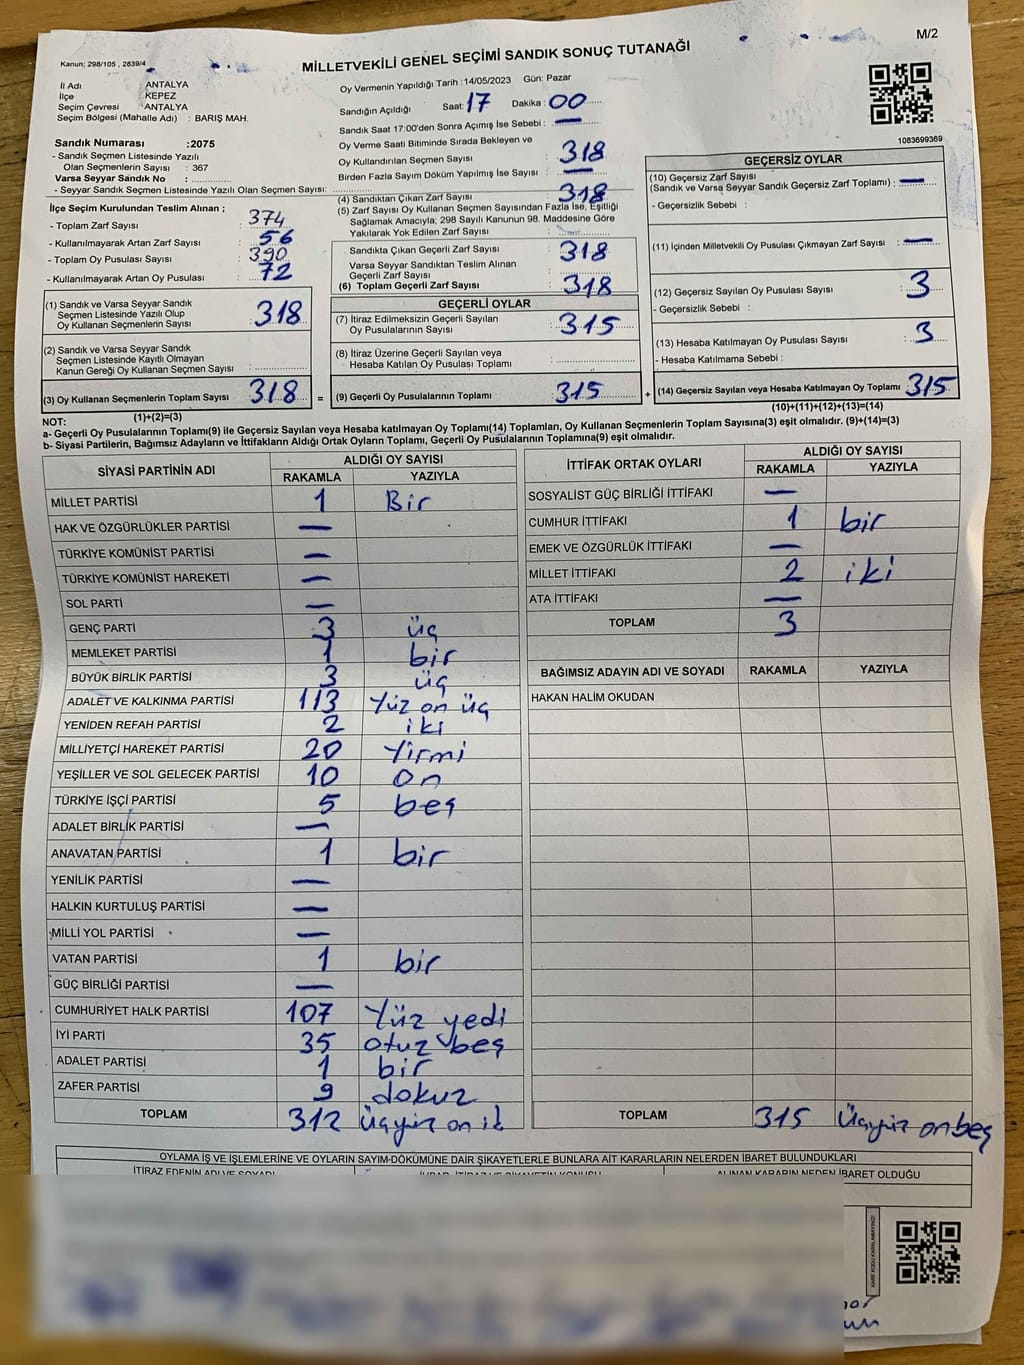 Kanun; 298/105 , 2839/4
MİLLETVEKİLİ GENEL SEÇİMİ SANDIK SONUÇ TUTANAĞI
M/2
İl Adı ANTALYA
İlçe KEPEZ
Seçim Çevresi ANTALYA
Seçim Bölgesi (Mahalle Adı) : BARIŞ MAH.
Sandık Numarası :2075
- Sandık Seçmen Listesinde Yazılı
Olan Seçmenlerin Sayısı : 367
Varsa Seyyar Sandık No :
- Seyyar Sandık Seçmen Listesinde Yazılı Olan Seçmen Sayısı:
Oy Vermenin Yapıldığı Tarih :14/05/2023 Gün: Pazar
Sandığın Açıldığı Saat: 17 Dakika: 00
Sandık Saat 17:00'den Sonra Açımış İse Sebebi : —
Oy Verme Saati Bitiminde Sırada Bekleyen ve
Oy Kullandırılan Seçmen Sayısı : 318
Birden Fazla Sayım Döküm Yapılmış İse Sayısı : —
1083699369
İlçe Seçim Kurulundan Teslim Alınan ;
- Toplam Zarf Sayısı : 374
- Kullanılmayarak Artan Zarf Sayısı : 56
- Toplam Oy Pusulası Sayısı : 390
- Kullanılmayarak Artan Oy Pusulası : 72
(1) Sandık ve Varsa Seyyar Sandık
Seçmen Listesinde Yazılı Olup
Oy Kullanan Seçmenlerin Sayısı : 318
(2) Sandık ve Varsa Seyyar Sandık
Seçmen Listesinde Kayıtlı Olmayan
Kanun Gereği Oy Kullanan Seçmen Sayısı :
(3) Oy Kullanan Seçmenlerin Toplam Sayısı : 318 =
(1)+(2)=(3)
(4) Sandıktan Çıkan Zarf Sayısı : 318
(5) Zarf Sayısı Oy Kullanan Seçmen Sayısından Fazla İse, Eşitliği
Sağlamak Amacıyla; 298 Sayılı Kanunun 98. Maddesine Göre
Yakılarak Yok Edilen Zarf Sayısı :
Sandıkta Çıkan Geçerli Zarf Sayısı : 318
Varsa Seyyar Sandıktan Teslim Alınan
Geçerli Zarf Sayısı :
(6) Toplam Geçerli Zarf Sayısı : 318
GEÇERLİ OYLAR
(7) İtiraz Edilmeksizin Geçerli Sayılan
Oy Pusulalarının Sayısı : 315
(8) İtiraz Üzerine Geçerli Sayılan veya
Hesaba Katılan Oy Pusulası Toplamı :
(9) Geçerli Oy Pusulalarının Toplamı : 315 +
GEÇERSİZ OYLAR
(10) Geçersiz Zarf Sayısı
(Sandık ve Varsa Seyyar Sandık Geçersiz Zarf Toplamı) : —
- Geçersizlik Sebebi :
(11) İçinden Milletvekili Oy Pusulası Çıkmayan Zarf Sayısı : —
(12) Geçersiz Sayılan Oy Pusulası Sayısı : 3
- Geçersizlik Sebebi :
(13) Hesaba Katılmayan Oy Pusulası Sayısı : 3
- Hesaba Katılmama Sebebi :
(14) Geçersiz Sayılan veya Hesaba Katılmayan Oy Toplamı : 315
(10)+(11)+(12)+(13)=(14)
NOT:
a- Geçerli Oy Pusulalarının Toplamı(9) ile Geçersiz Sayılan veya Hesaba katılmayan Oy Toplamı(14) Toplamları, Oy Kullanan Seçmenlerin Toplam Sayısına(3) eşit olmalıdır. (9)+(14)=(3)
b- Siyasi Partilerin, Bağımsız Adayların ve İttifakların Aldığı Ortak Oyların Toplamı, Geçerli Oy Pusulalarının Toplamına(9) eşit olmalıdır.
SİYASİ PARTİNİN ADI
ALDIĞI OY SAYISI
RAKAMLA YAZIYLA
MİLLET PARTİSİ 1 Bir
HAK VE ÖZGÜRLÜKLER PARTİSİ —
TÜRKİYE KOMÜNİST PARTİSİ —
TÜRKİYE KOMÜNİST HAREKETİ —
SOL PARTİ —
GENÇ PARTİ 3 üç
MEMLEKET PARTİSİ 1 bir
BÜYÜK BİRLİK PARTİSİ 3 üç
ADALET VE KALKINMA PARTİSİ 113 Yüz on üç
YENİDEN REFAH PARTİSİ 2 iki
MİLLİYETÇİ HAREKET PARTİSİ 20 Yirmi
YEŞİLLER VE SOL GELECEK PARTİSİ 10 on
TÜRKİYE İŞÇİ PARTİSİ 5 beş
ADALET BİRLİK PARTİSİ —
ANAVATAN PARTİSİ 1 bir
YENİLİK PARTİSİ —
HALKIN KURTULUŞ PARTİSİ —
MİLLİ YOL PARTİSİ —
VATAN PARTİSİ 1 bir
GÜÇ BİRLİĞİ PARTİSİ —
CUMHURİYET HALK PARTİSİ 107 Yüz yedi
İYİ PARTİ 35 otuz beş
ADALET PARTİSİ 1 bir
ZAFER PARTİSİ 9 dokuz
TOPLAM 312 Üçyüz on ik
İTTİFAK ORTAK OYLARI
ALDIĞI OY SAYISI
RAKAMLA YAZIYLA
SOSYALİST GÜÇ BİRLİĞİ İTTİFAKI —
CUMHUR İTTİFAKI 1 bir
EMEK VE ÖZGÜRLÜK İTTİFAKI —
MİLLET İTTİFAKI 2 iki
ATA İTTİFAKI —
TOPLAM 3
BAĞIMSIZ ADAYIN ADI VE SOYADI RAKAMLA YAZIYLA
HAKAN HALİM OKUDAN
TOPLAM 315 Üçyüz onbeş
OYLAMA İŞ VE İŞLEMLERİNE VE OYLARIN SAYIM-DÖKÜMÜNE DAİR ŞİKAYETLERLE BUNLARA AİT KARARLARIN NELERDEN İBARET BULUNDUKLARI
İTİRAZ EDENİN ADI VE SOYADI
ALINAN KARARIN NEDEN İBARET OLDUĞU